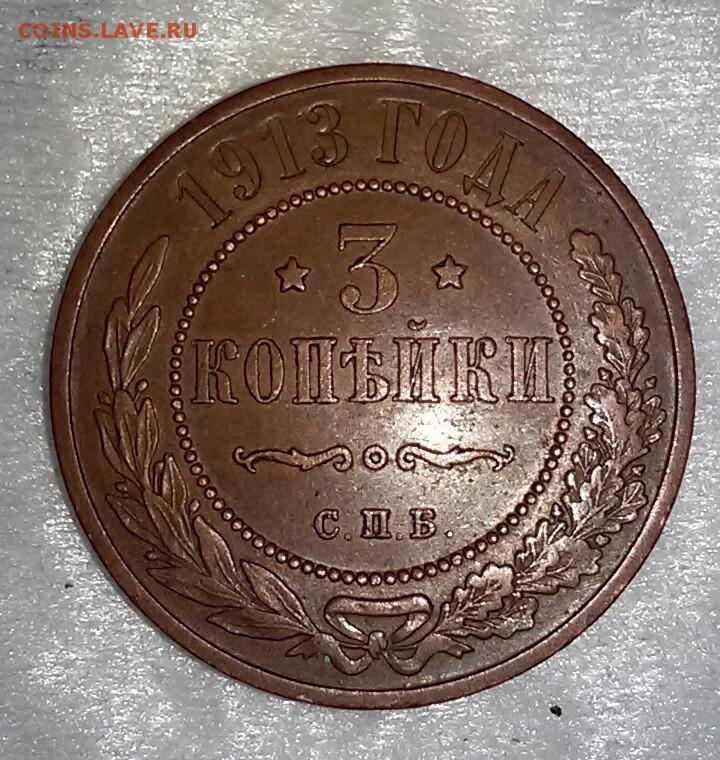 COINS.LAVE.RU
1913 ГОДА
3
КОПѢЙКИ
С.П.Б.